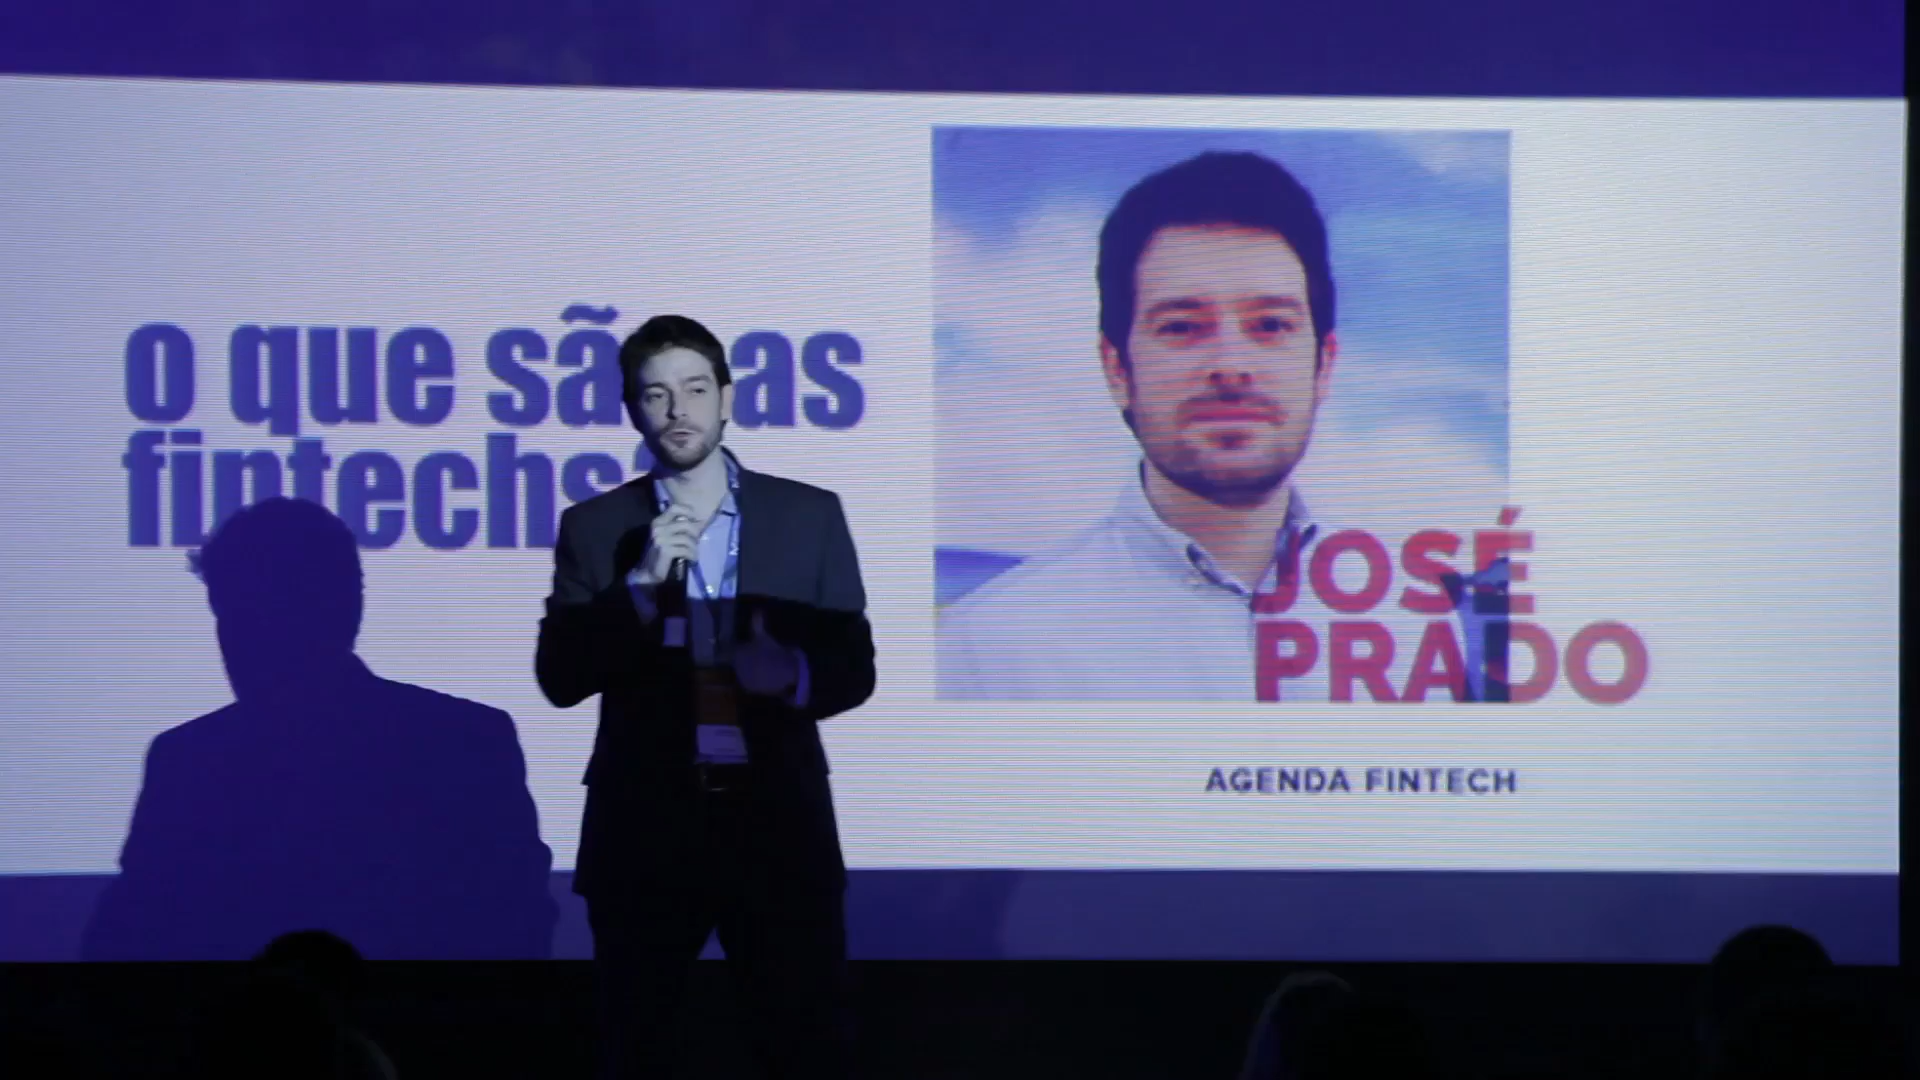 O que são as
fintechs?
JOSÉ
PRADO
AGENDA FINTECH